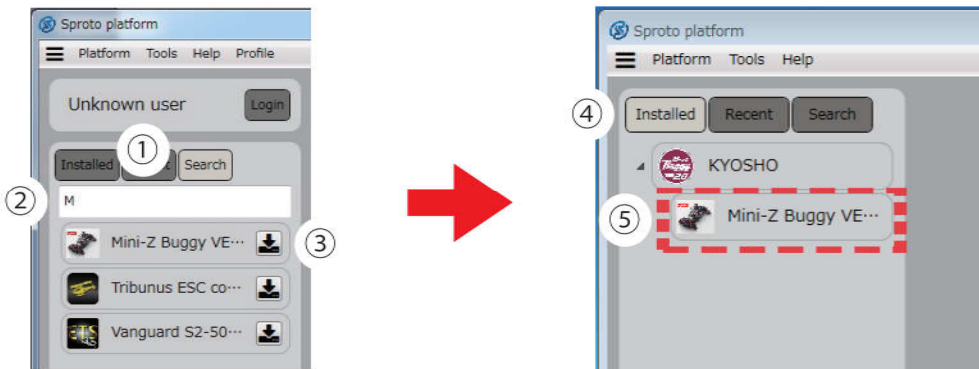 Sproto platform
Platform Tools Help Profile
Unknown user Login
①
Installed Search
②
M
Mini-Z Buggy VE… ③
Tribunus ESC co…
Vanguard S2-50…
Sproto platform
Platform Tools Help
④ Installed Recent Search
KYOSHO
⑤ Mini-Z Buggy VE…